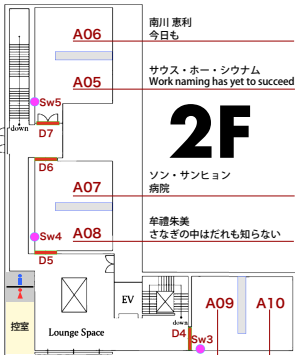 A06
南川 恵利
今日も
サウス・ホー・シウナム
A05
Work naming has yet to succeed
Sw5
down
D7
2F
D6
ソン・サンヒョン
A07
病院
牟禮朱美
Sw4
A08
さなぎの中はだれも知らない
D5
EV
控室
Lounge Space
down
D4
Sw3
A09
A10